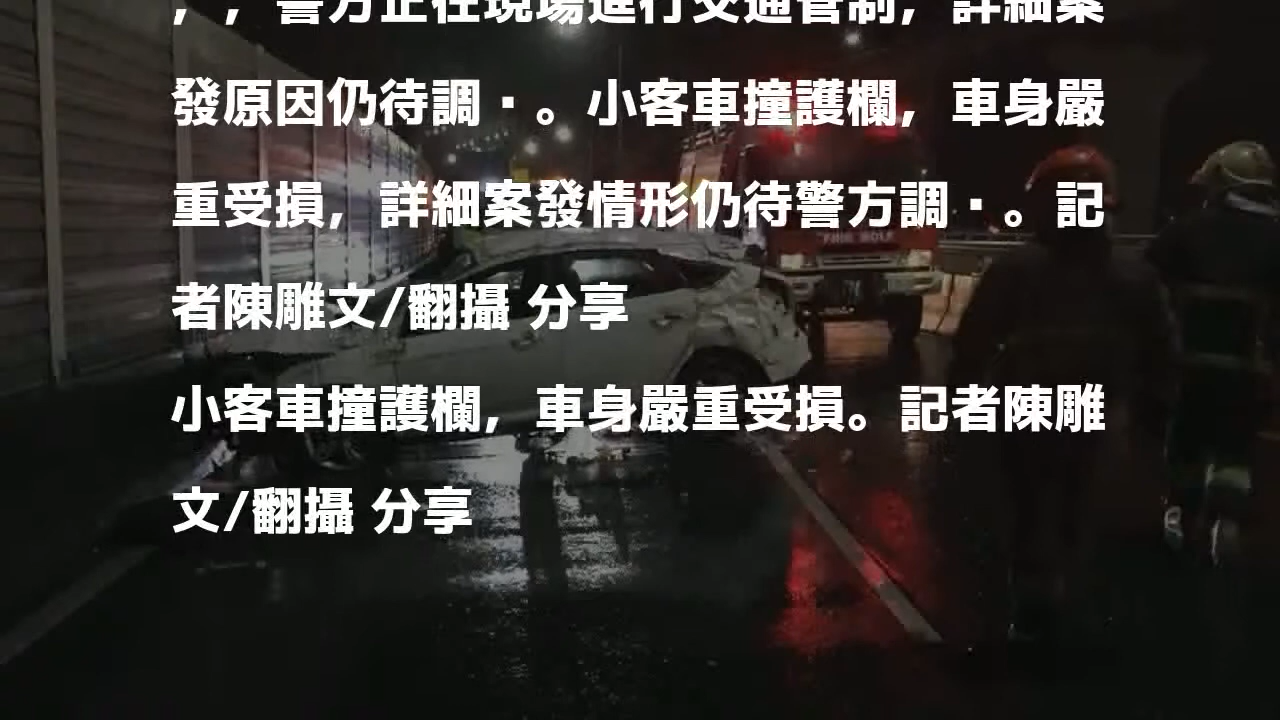 ，，警方正在現場進行交通管制，詳細案
發原因仍待調▪。小客車撞護欄，車身嚴
重受損，詳細案發情形仍待警方調▪。記
者陳雕文/翻攝 分享
小客車撞護欄，車身嚴重受損。記者陳雕
文/翻攝 分享